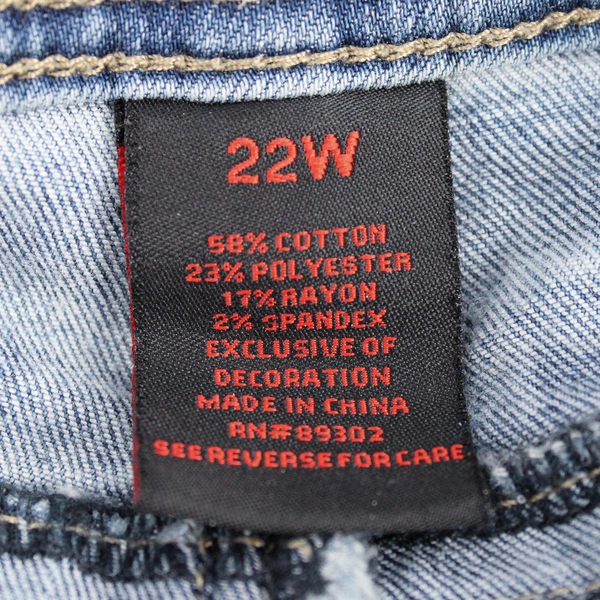 22W
58% COTTON
23% POLYESTER
17% RAYON
2% SPANDEX
EXCLUSIVE OF
DECORATION
MADE IN CHINA
RN#89302
SEE REVERSE FOR CARE